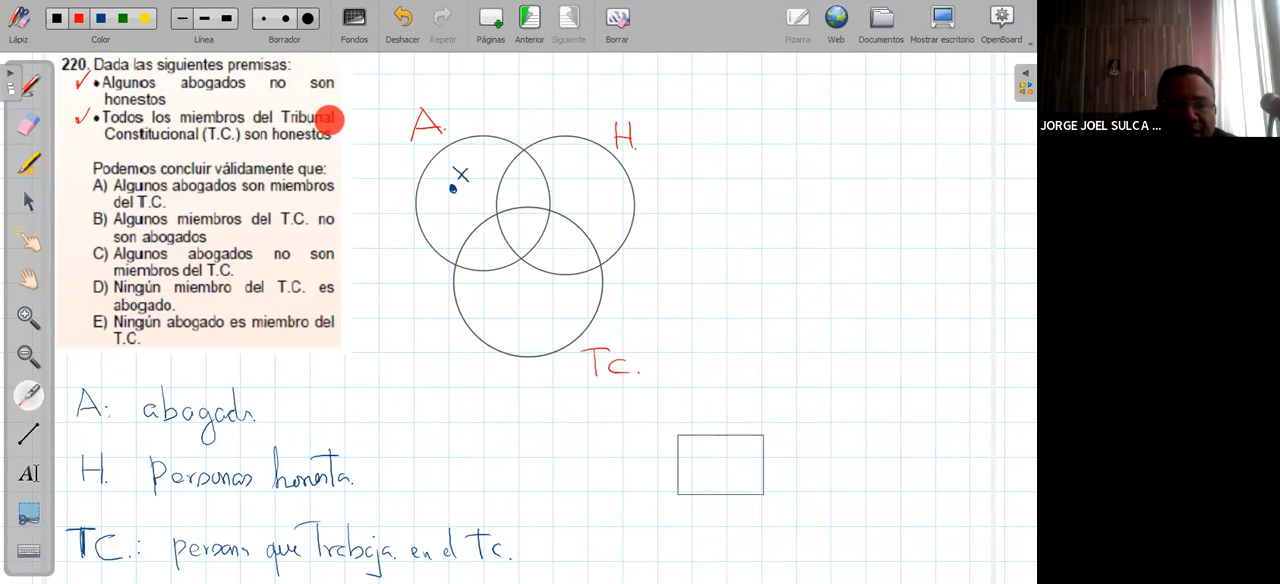 Lápiz
Color
Línea
Borrador
Fondos
Deshacer
Repetir
Páginas
Anterior
Siguiente
Borrar
Pizarra
Web
Documentos
Mostrar escritorio
OpenBoard
JORGE JOEL SULCA ...
220. Dada las siguientes premisas:
• Algunos abogados no son
honestos
• Todos los miembros del Tribunal
Constitucional (T.C.) son honestos
Podemos concluir válidamente que:
A) Algunos abogados son miembros
del T.C.
B) Algunos miembros del T.C. no
son abogados
C) Algunos abogados no son
miembros del T.C.
D) Ningún miembro del T.C. es
abogado.
E) Ningún abogado es miembro del
T.C.
A.
H.
X
Tc.
A: abogado.
H. Personas honesta.
TC.: persona que Trabaja en el Tc.
AI